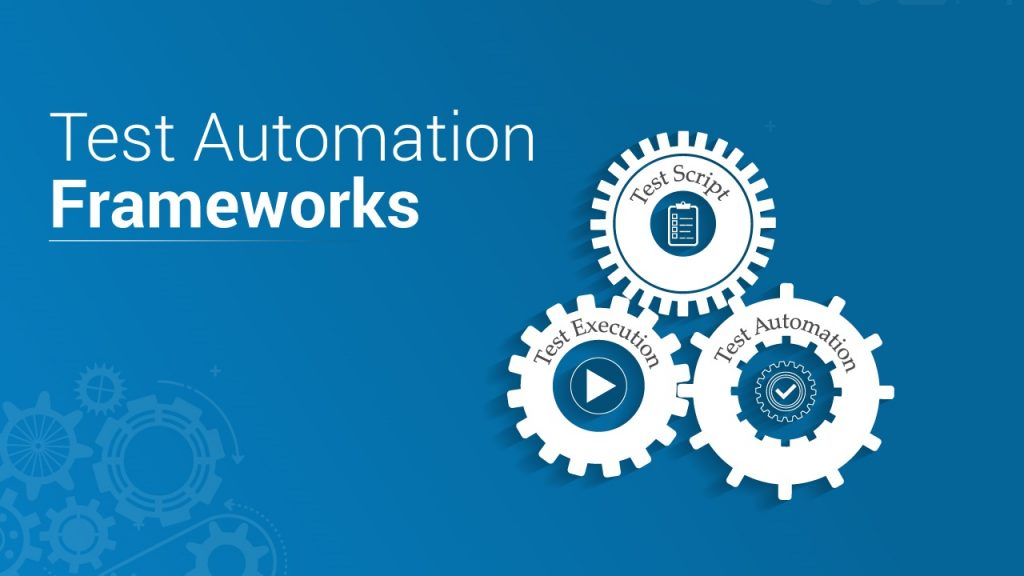 Test Automation
Frameworks
Test Script
Test Execution
Test Automation